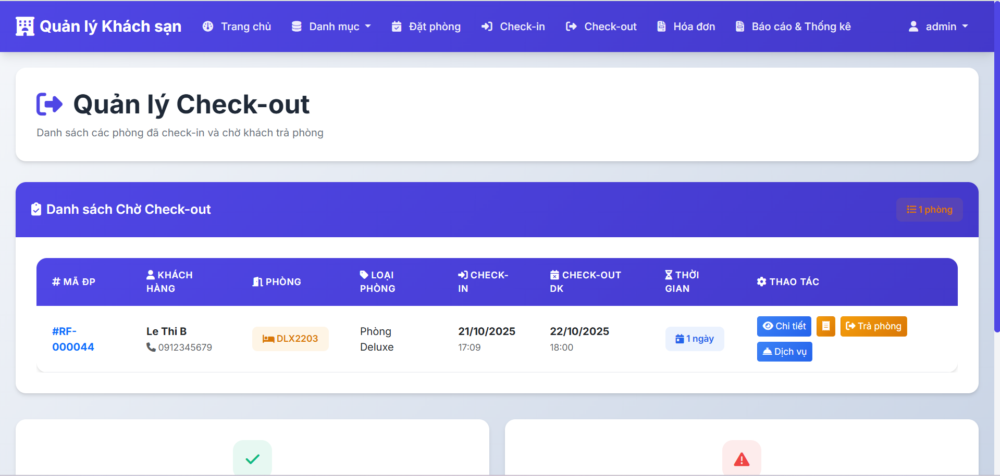 Quản lý Khách sạn
Trang chủ
Danh mục
Đặt phòng
Check-in
Check-out
Hóa đơn
Báo cáo & Thống kê
admin
Quản lý Check-out
Danh sách các phòng đã check-in và chờ khách trả phòng
Danh sách Chờ Check-out
1 phòng
# MÃ ĐP
KHÁCH
HÀNG
PHÒNG
LOẠI
PHÒNG
CHECK-
IN
CHECK-OUT
DK
THỜI
GIAN
THAO TÁC
#RF-
000044
Le Thi B
0912345679
DLX2203
Phòng
Deluxe
21/10/2025
17:09
22/10/2025
18:00
1 ngày
Chi tiết
Trả phòng
Dịch vụ